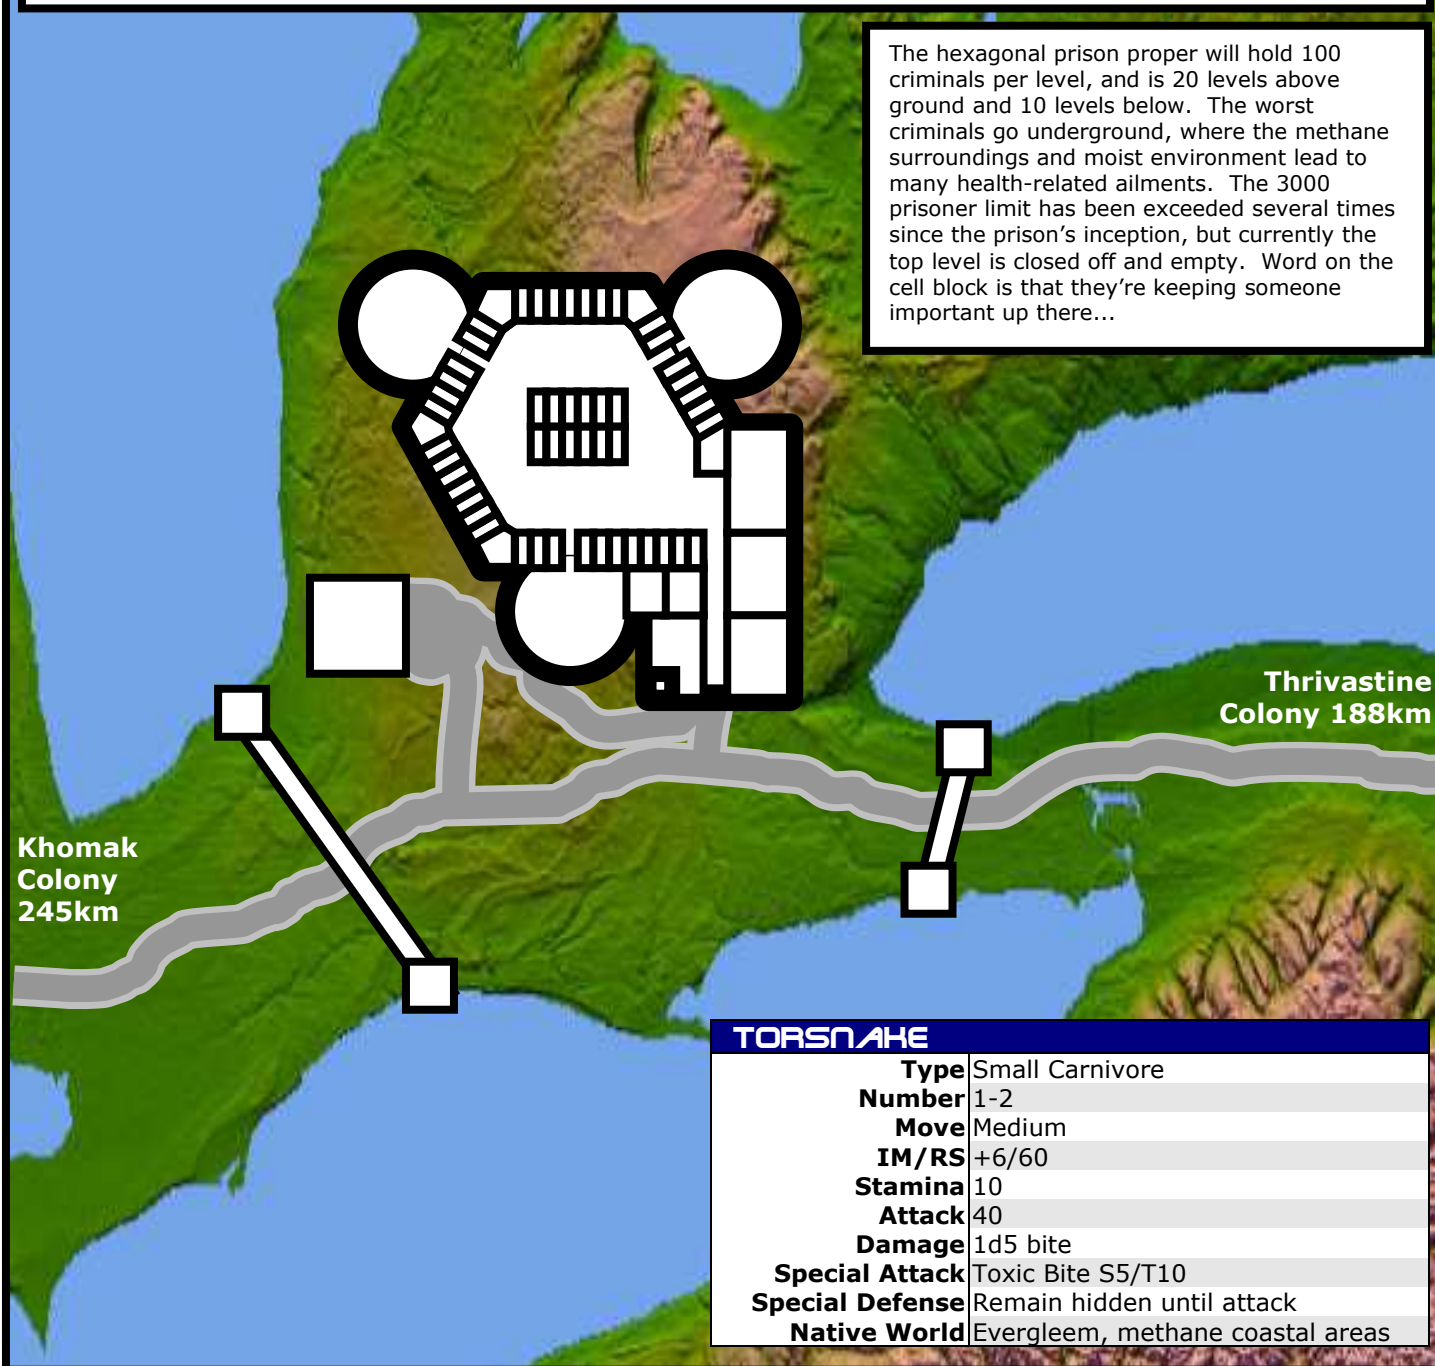 The hexagonal prison proper will hold 100
criminals per level, and is 20 levels above
ground and 10 levels below.  The worst
criminals go underground, where the methane
surroundings and moist environment lead to
many health-related ailments.  The 3000
prisoner limit has been exceeded several times
since the prison's inception, but currently the
top level is closed off and empty.  Word on the
cell block is that they're keeping someone
important up there...
Thrivastine
Colony 188km
Khomak
Colony
245km
TORSNAKE
Type Small Carnivore
Number 1-2
Move Medium
IM/RS +6/60
Stamina 10
Attack 40
Damage 1d5 bite
Special Attack Toxic Bite S5/T10
Special Defense Remain hidden until attack
Native World Evergleem, methane coastal areas